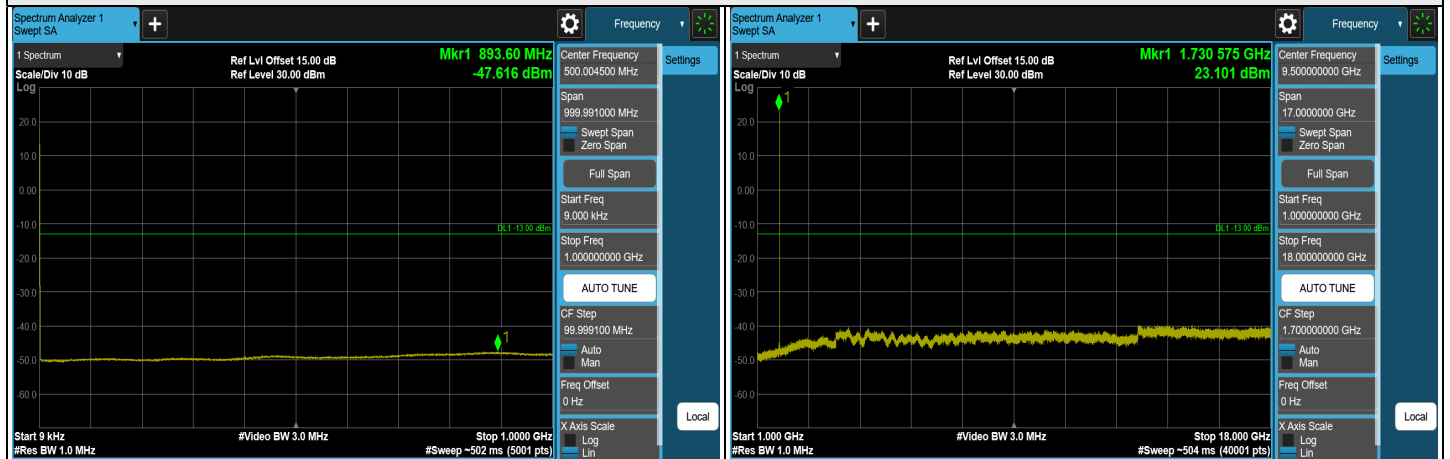 Spectrum Analyzer 1
Swept SA
+
Frequency
1 Spectrum
Ref Lvl Offset 15.00 dB
Mkr1 893.60 MHz
Scale/Div 10 dB
Ref Level 30.00 dBm
-47.616 dBm
Log
1
20.0
10.0
0.00
-10.0
DL1 -13.00 dBm
-20.0
-30.0
-40.0
-50.0
-60.0
Start 9 kHz
#Video BW 3.0 MHz
Stop 1.0000 GHz
#Res BW 1.0 MHz
#Sweep ~502 ms (5001 pts)
Center Frequency
500.004500 MHz
Settings
Span
999.991000 MHz
Swept Span
Zero Span
Full Span
Start Freq
9.000 kHz
Stop Freq
1.000000000 GHz
AUTO TUNE
CF Step
99.999100 MHz
Auto
Man
Freq Offset
0 Hz
X Axis Scale
Log
Lin
Local
Spectrum Analyzer 1
Swept SA
+
Frequency
1 Spectrum
Ref Lvl Offset 15.00 dB
Mkr1 1.730 575 GHz
Scale/Div 10 dB
Ref Level 30.00 dBm
23.101 dBm
Log
1
20.0
10.0
0.00
-10.0
DL1 -13.00 dBm
-20.0
-30.0
-40.0
-50.0
-60.0
Start 1.000 GHz
#Video BW 3.0 MHz
Stop 18.000 GHz
#Res BW 1.0 MHz
#Sweep ~504 ms (40001 pts)
Center Frequency
9.500000000 GHz
Settings
Span
17.0000000 GHz
Swept Span
Zero Span
Full Span
Start Freq
1.000000000 GHz
Stop Freq
18.000000000 GHz
AUTO TUNE
CF Step
1.700000000 GHz
Auto
Man
Freq Offset
0 Hz
X Axis Scale
Log
Lin
Local